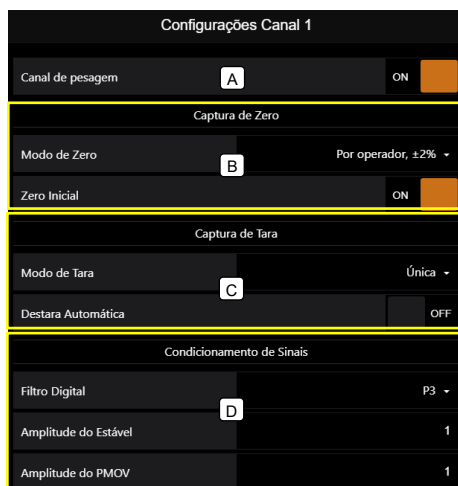 Configurações Canal 1
Canal de pesagem A ON
Captura de Zero
Modo de Zero Por operador, ±2%
B
Zero Inicial ON
Captura de Tara
Modo de Tara Única
C
Destara Automática OFF
Condicionamento de Sinais
Filtro Digital P3
D
Amplitude do Estável 1
Amplitude do PMOV 1